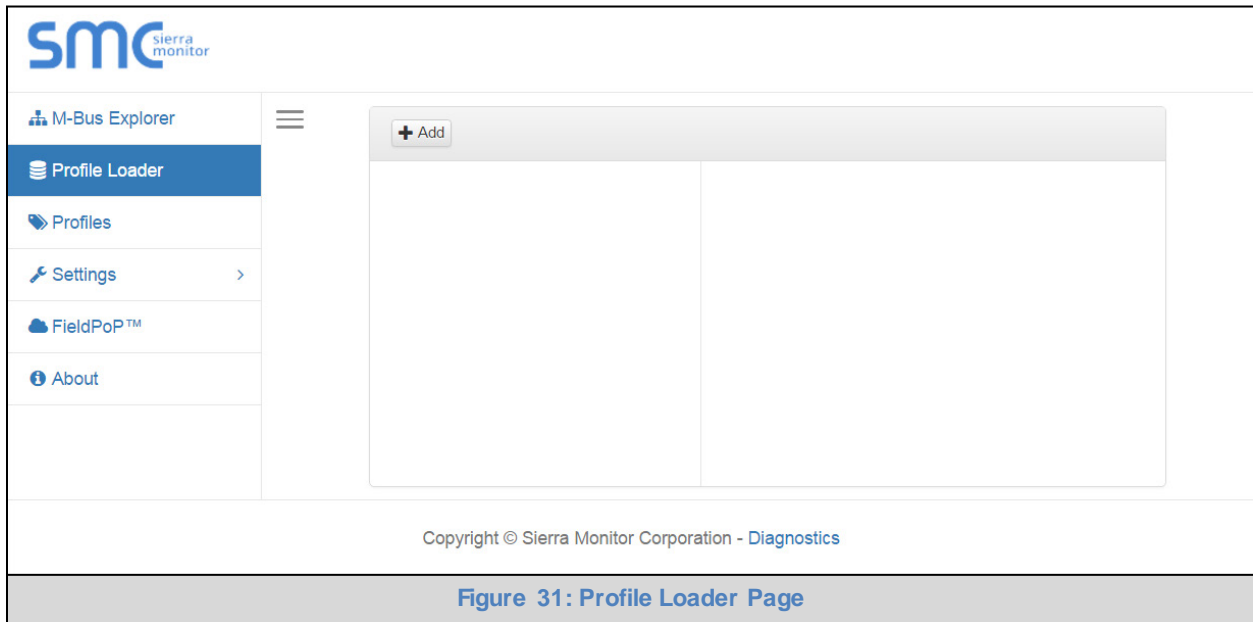 SMC sierra
monitor
M-Bus Explorer
Profile Loader
Profiles
Settings
FieldPoP™
About
Add
Copyright © Sierra Monitor Corporation - Diagnostics
Figure 31: Profile Loader Page